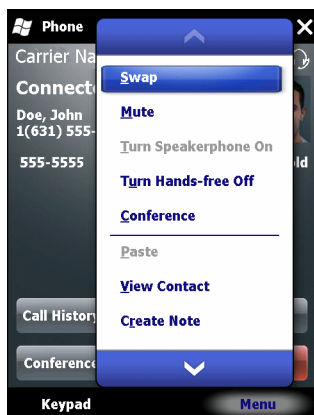 Phone
Carrier Na
Connect
Doe, John
1(631) 555-
555-5555
ld
Swap
Mute
Turn Speakerphone On
Turn Hands-free Off
Conference
Paste
View Contact
Create Note
Call History
Conference
Keypad
Menu